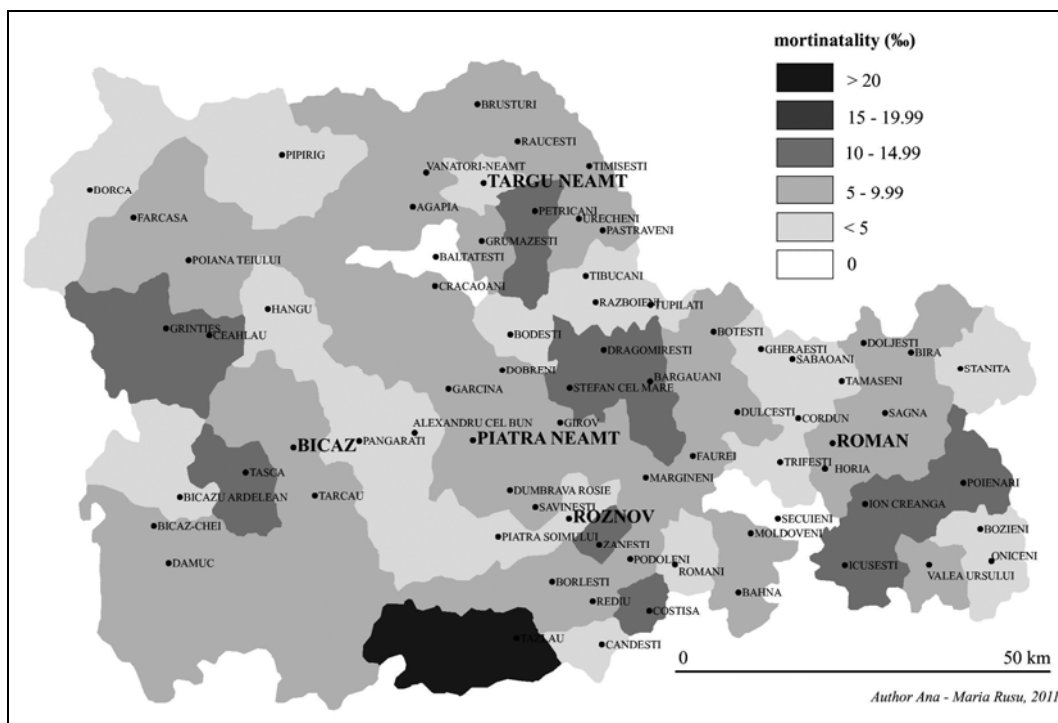 mortinatality (‰)
> 20
15 - 19.99
10 - 14.99
5 - 9.99
< 5
0
BRUSTURI
RAUCESTI
PIPIRIG
VANATORI-NEAMT
TIMISESTI
TARGU NEAMT
BORCA
AGAPIA
PETRICANI
FARCASA
URECHENI
PASTRAVENI
GRUMAZESTI
BALTATESTI
POIANA TEIULUI
TIBUCANI
CRACAOANI
RAZBOIENI
TUPILATI
HANGU
GRINTIES
CEAHLAU
BODESTI
BOTESTI
DRAGOMIRESTI
GHERAESTI
DOLJESTI
SABAOANI
BIRA
STANITA
DOBRENI
BARGAUANI
TAMASENI
GARCINA
STEFAN CEL MARE
DULCESTI
CORDUN
SAGNA
ALEXANDRU CEL BUN
GIROV
BICAZ
PANGARATI
PIATRA NEAMT
ROMAN
FAUREI
TRIFESTI
HORIA
TASCA
MARGINENI
POIENARI
BICAZU ARDELEAN
TARCAU
DUMBRAVA ROSIE
SAVINESTI
ION CREANGA
ROZNOV
SECUIENI
BICAZ-CHEI
PIATRA SOIMULUI
ZANESTI
MOLDOVENI
BOZIENI
DAMUC
PODOLENI
ROMANI
ICUSESTI
VALEA URSULUI
ONICENI
BORLESTI
BAHNA
REDIU
COSTISA
TAZLAU
CANDESTI
0 50 km
Author Ana - Maria Rusu, 2011